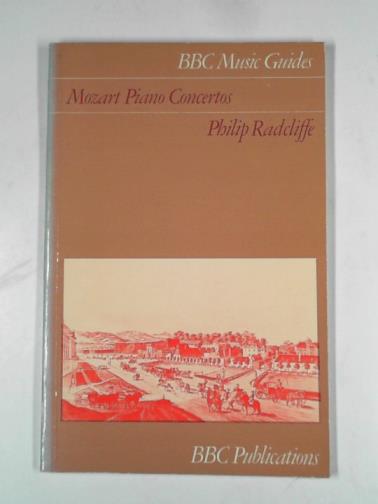 BBC Music Guides
Mozart Piano Concertos
Philip Radcliffe
BBC Publications